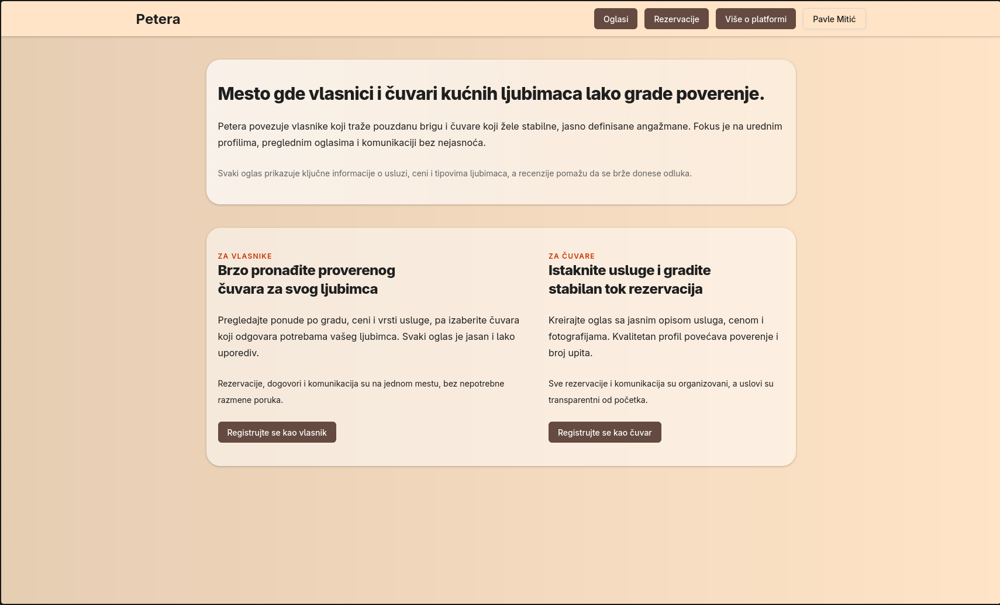 Petera
Oglasi
Rezervacije
Više o platformi
Pavle Mitić
Mesto gde vlasnici i čuvari kućnih ljubimaca lako grade poverenje.
Petera povezuje vlasnike koji traže pouzdanu brigu i čuvare koji žele stabilne, jasno definisane angažmane. Fokus je na urednim
profilima, preglednim oglasima i komunikaciji bez nejasnoća.
Svaki oglas prikazuje ključne informacije o usluzi, ceni i tipovima ljubimaca, a recenzije pomažu da se brže donese odluka.
ZA VLASNIKE
Brzo pronađite proverenog
čuvara za svog ljubimca
Pregledajte ponude po gradu, ceni i vrsti usluge, pa izaberite čuvara
koji odgovara potrebama vašeg ljubimca. Svaki oglas je jasan i lako
uporediv.
Rezervacije, dogovori i komunikacija su na jednom mestu, bez nepotrebne
razmene poruka.
Registrujte se kao vlasnik
ZA ČUVARE
Istaknite usluge i gradite
stabilan tok rezervacija
Kreirajte oglas sa jasnim opisom usluga, cenom i
fotografijama. Kvalitetan profil povećava poverenje i
broj upita.
Sve rezervacije i komunikacija su organizovani, a uslovi su
transparentni od početka.
Registrujte se kao čuvar